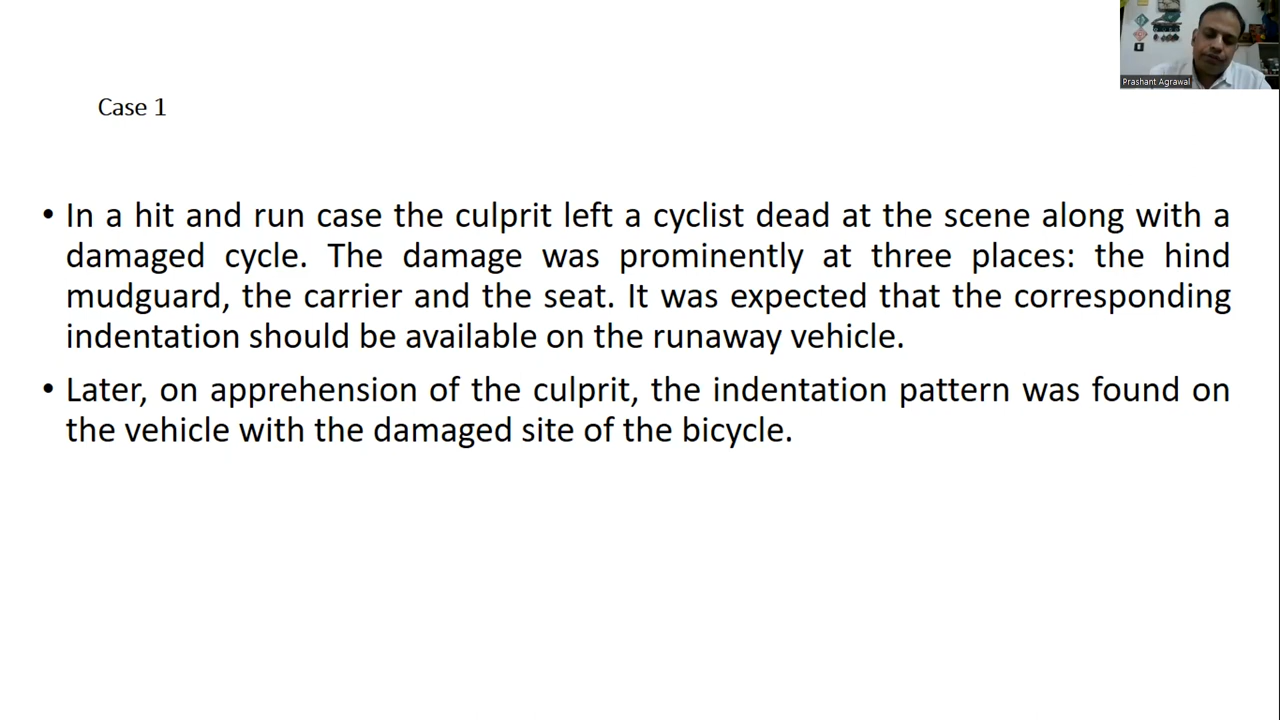 Prashant Agrawal
Case 1
• In a hit and run case the culprit left a cyclist dead at the scene along with a
damaged cycle. The damage was prominently at three places: the hind
mudguard, the carrier and the seat. It was expected that the corresponding
indentation should be available on the runaway vehicle.
• Later, on apprehension of the culprit, the indentation pattern was found on
the vehicle with the damaged site of the bicycle.